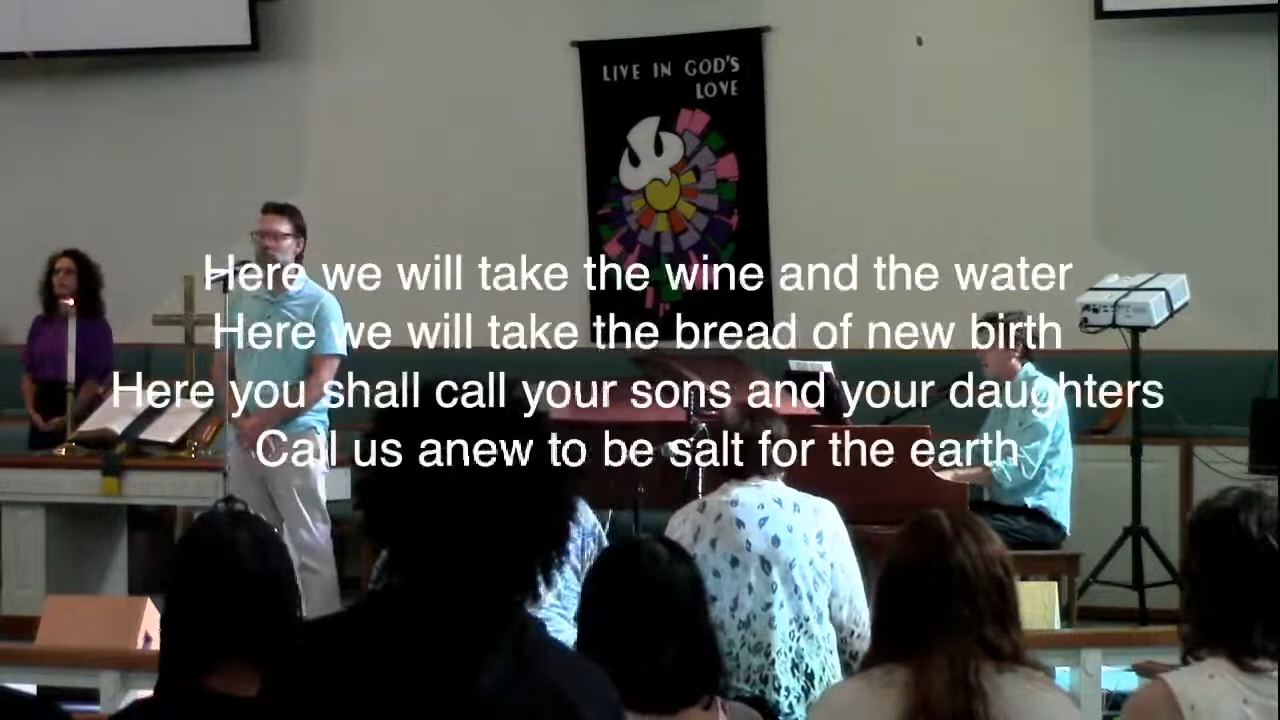 LIVE IN GOD'S
LOVE
Here we will take the wine and the water
Here we will take the bread of new birth
Here you shall call your sons and your daughters
Call us anew to be salt for the earth